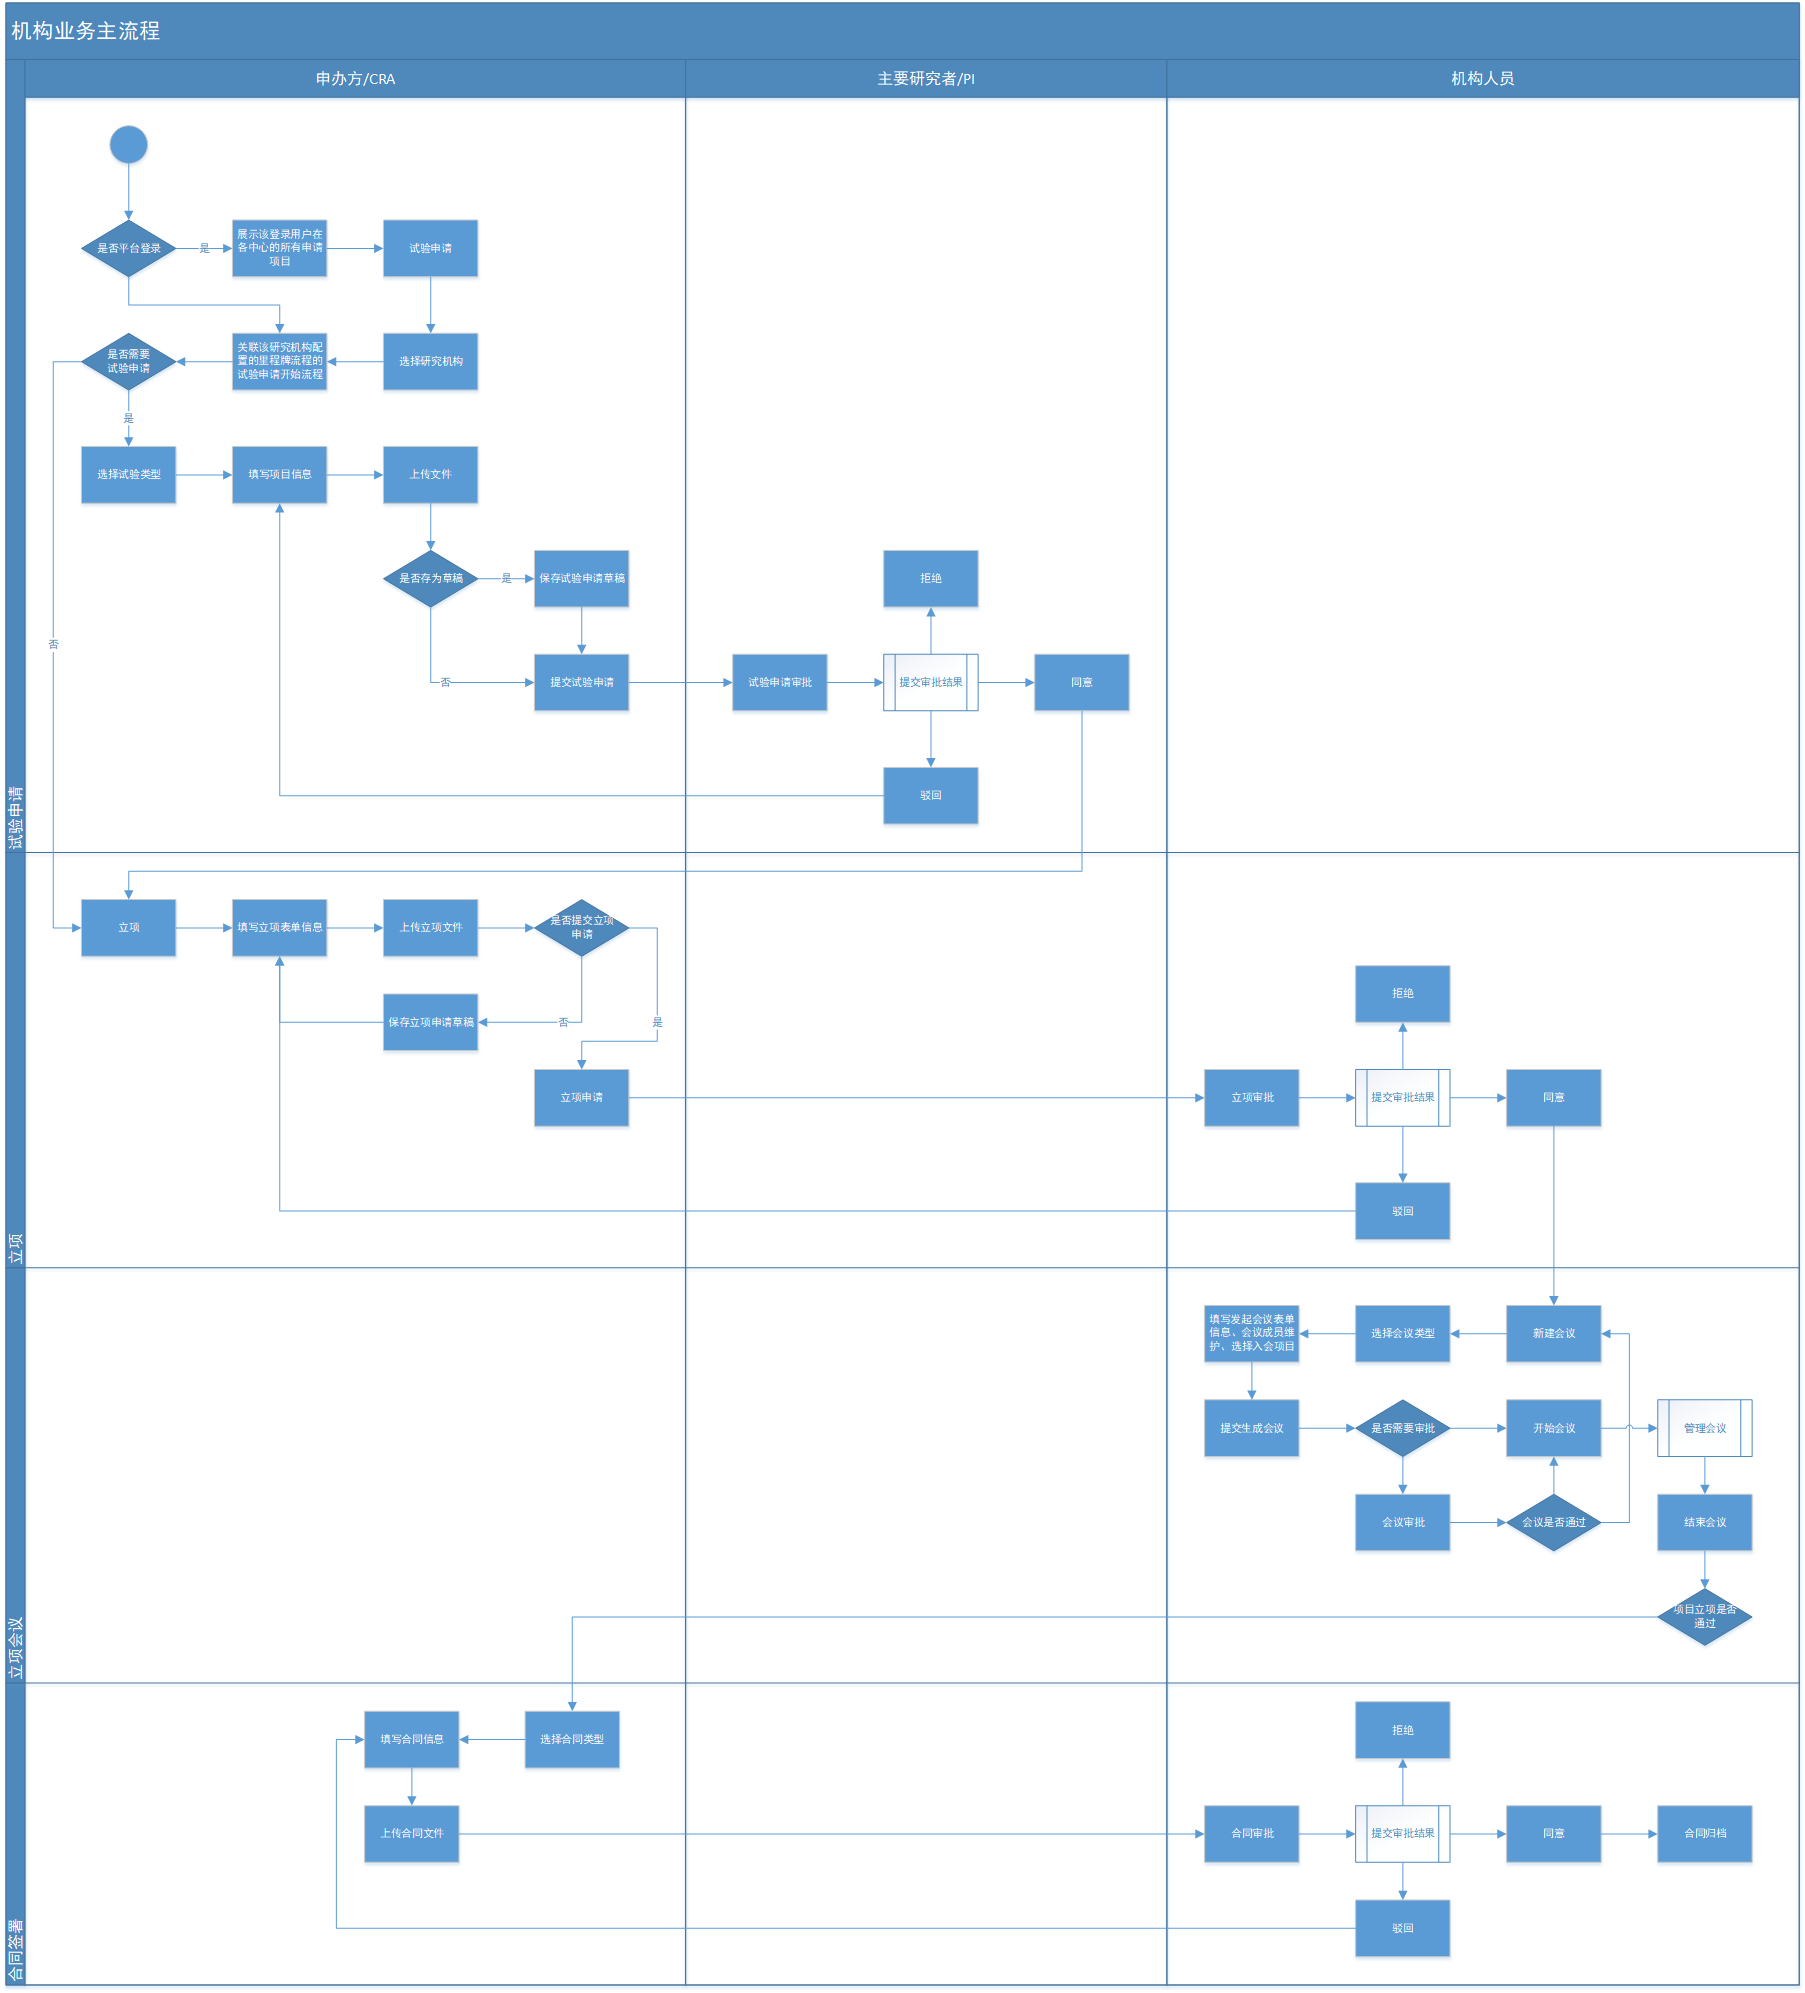 机构业务主流程
申办方/CRA
主要研究者/PI
机构人员
试验申请
是否平台登录
是
展示该登录用户在
各中心的所有申请
项目
试验申请
是否需要
试验申请
关联该研究机构配
置的里程牌流程的
试验申请开始流程
选择研究机构
是
选择试验类型
填写项目信息
上传文件
是否存为草稿
是
保存试验申请草稿
拒绝
否
否
提交试验申请
试验申请审批
提交审批结果
同意
驳回
立项
立项
填写立项表单信息
上传立项文件
是否提交立项
申请
拒绝
保存立项申请草稿
否
是
立项申请
立项审批
提交审批结果
同意
驳回
立项会议
填写发起会议表单
信息、会议成员维
护、选择入会项目
选择会议类型
新建会议
提交生成会议
是否需要审批
开始会议
管理会议
会议审批
会议是否通过
结束会议
项目立项是否
通过
合同签署
填写合同信息
选择合同类型
拒绝
上传合同文件
合同审批
提交审批结果
同意
合同归档
驳回